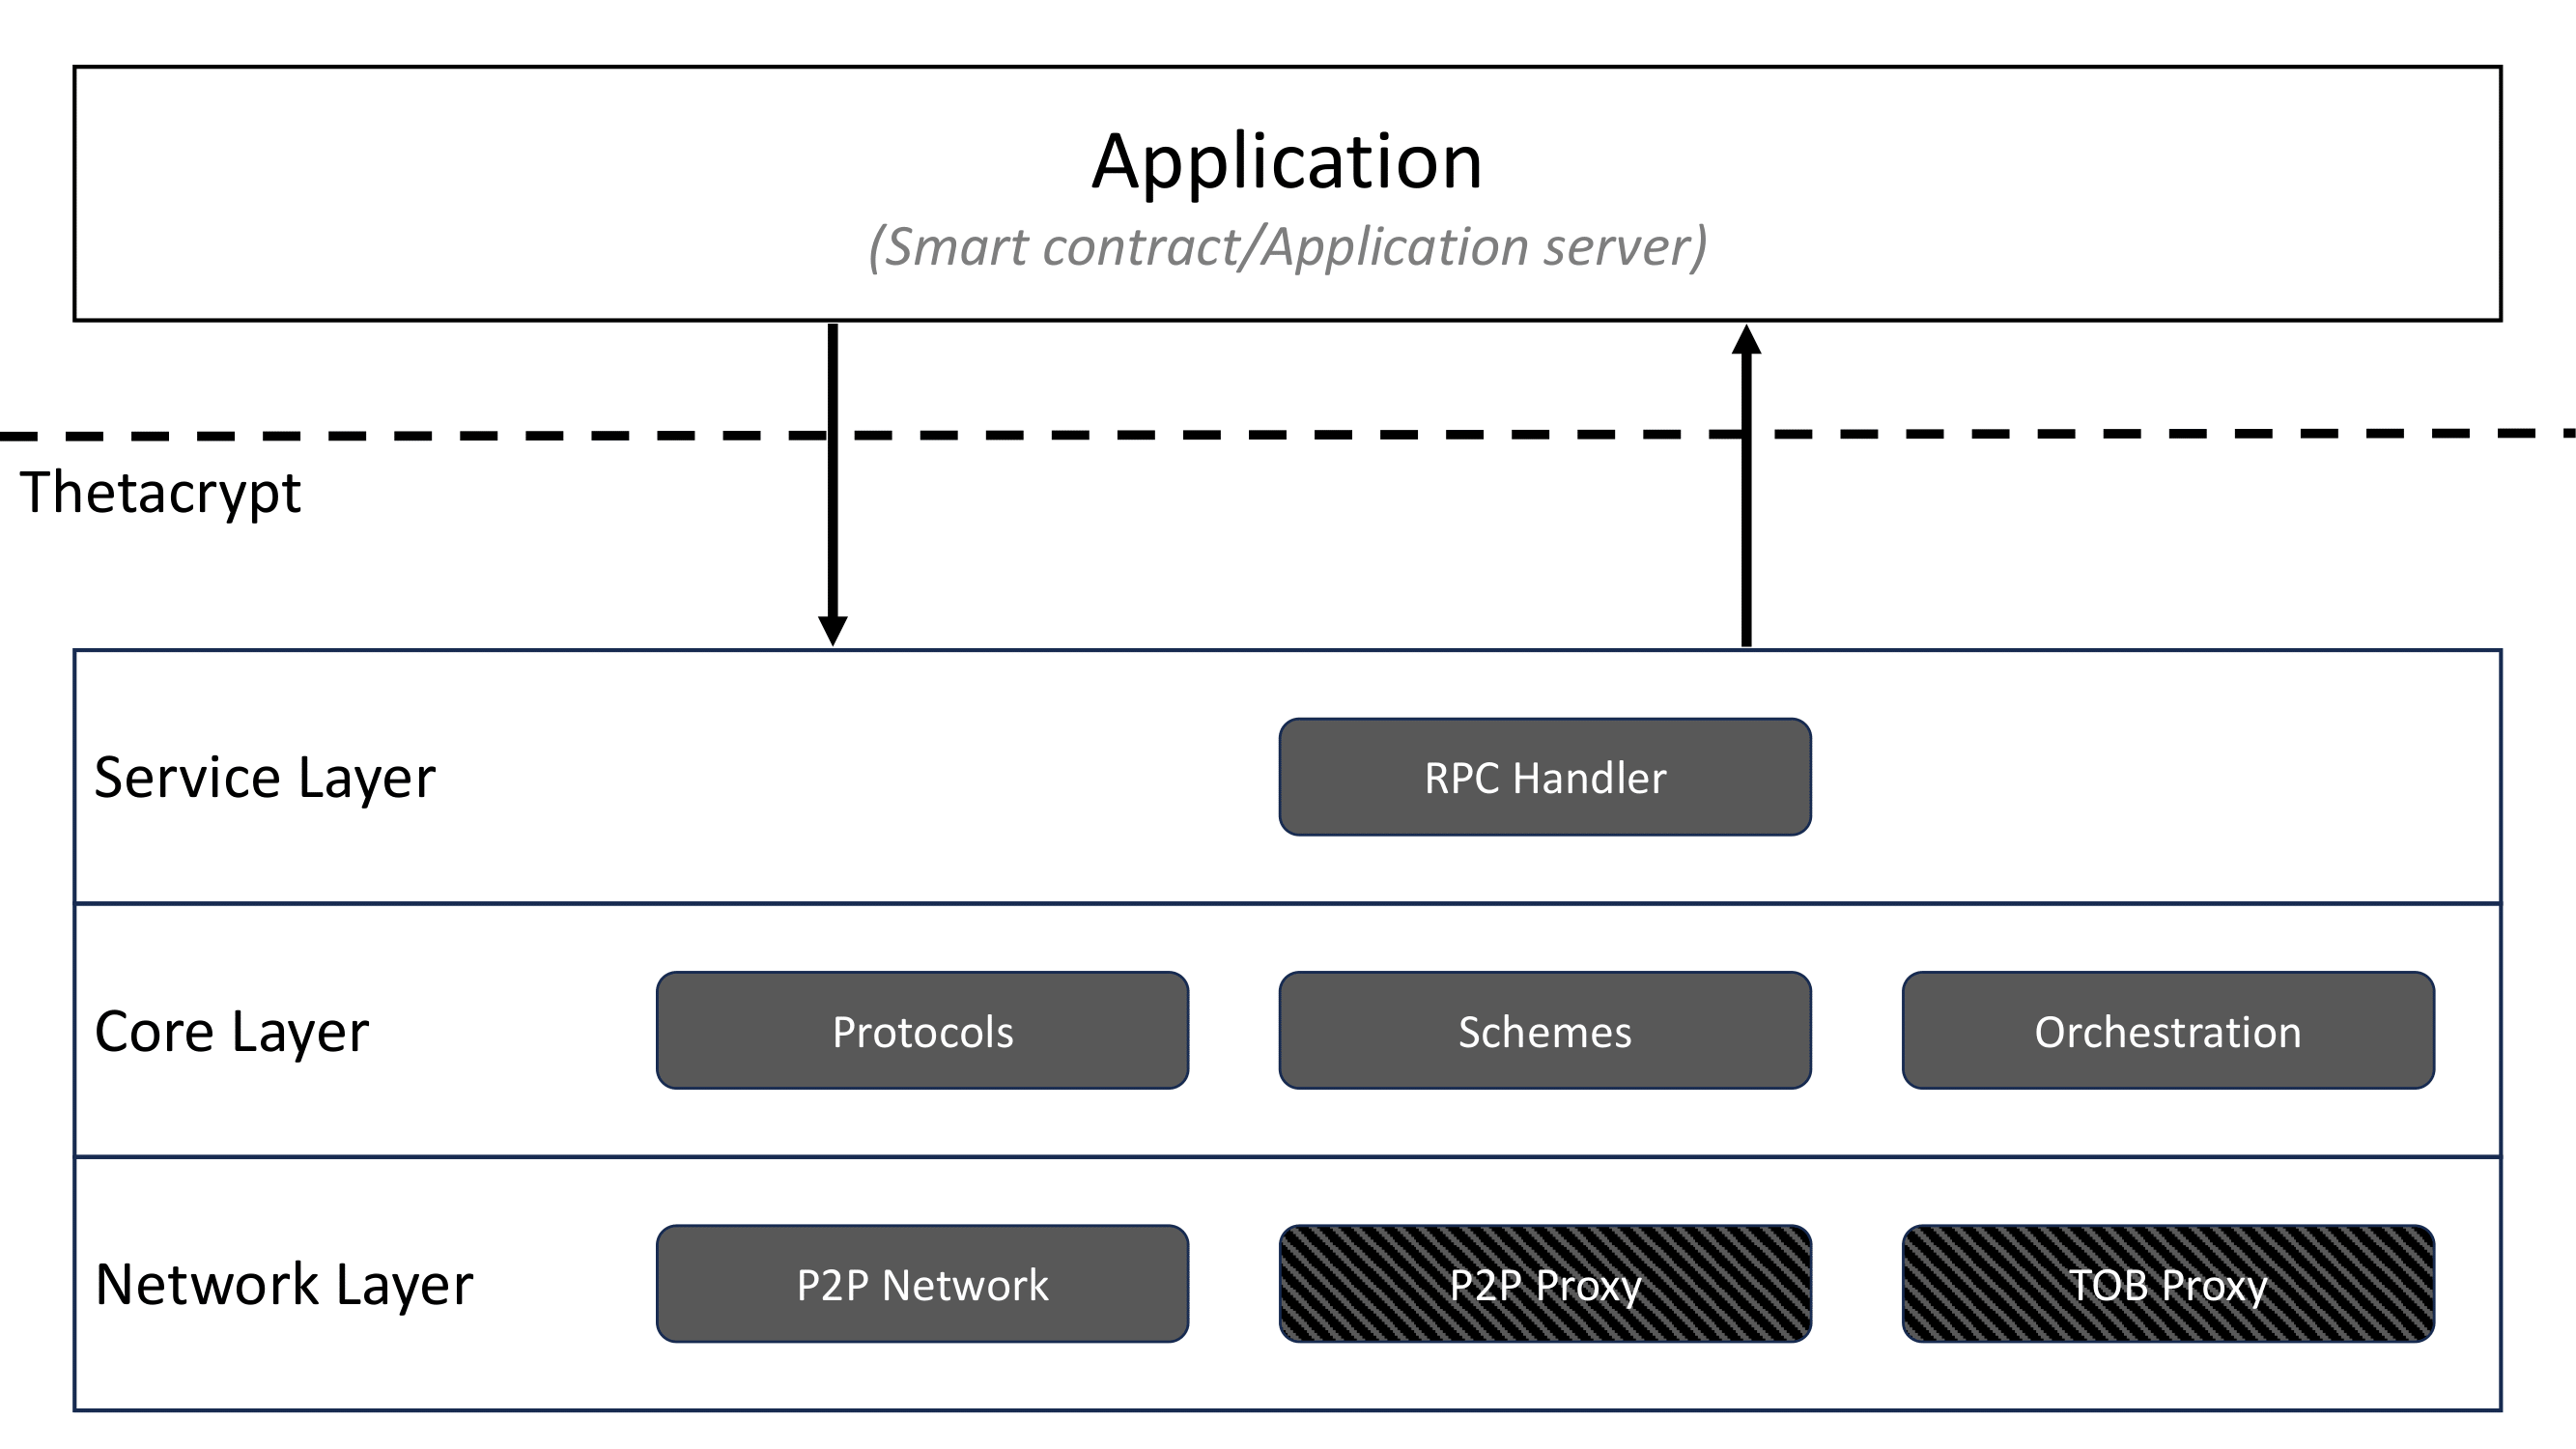 Application
(Smart contract/Application server)
Thetacrypt
Service Layer
RPC Handler
Core Layer
Protocols
Schemes
Orchestration
Network Layer
P2P Network
P2P Proxy
TOB Proxy